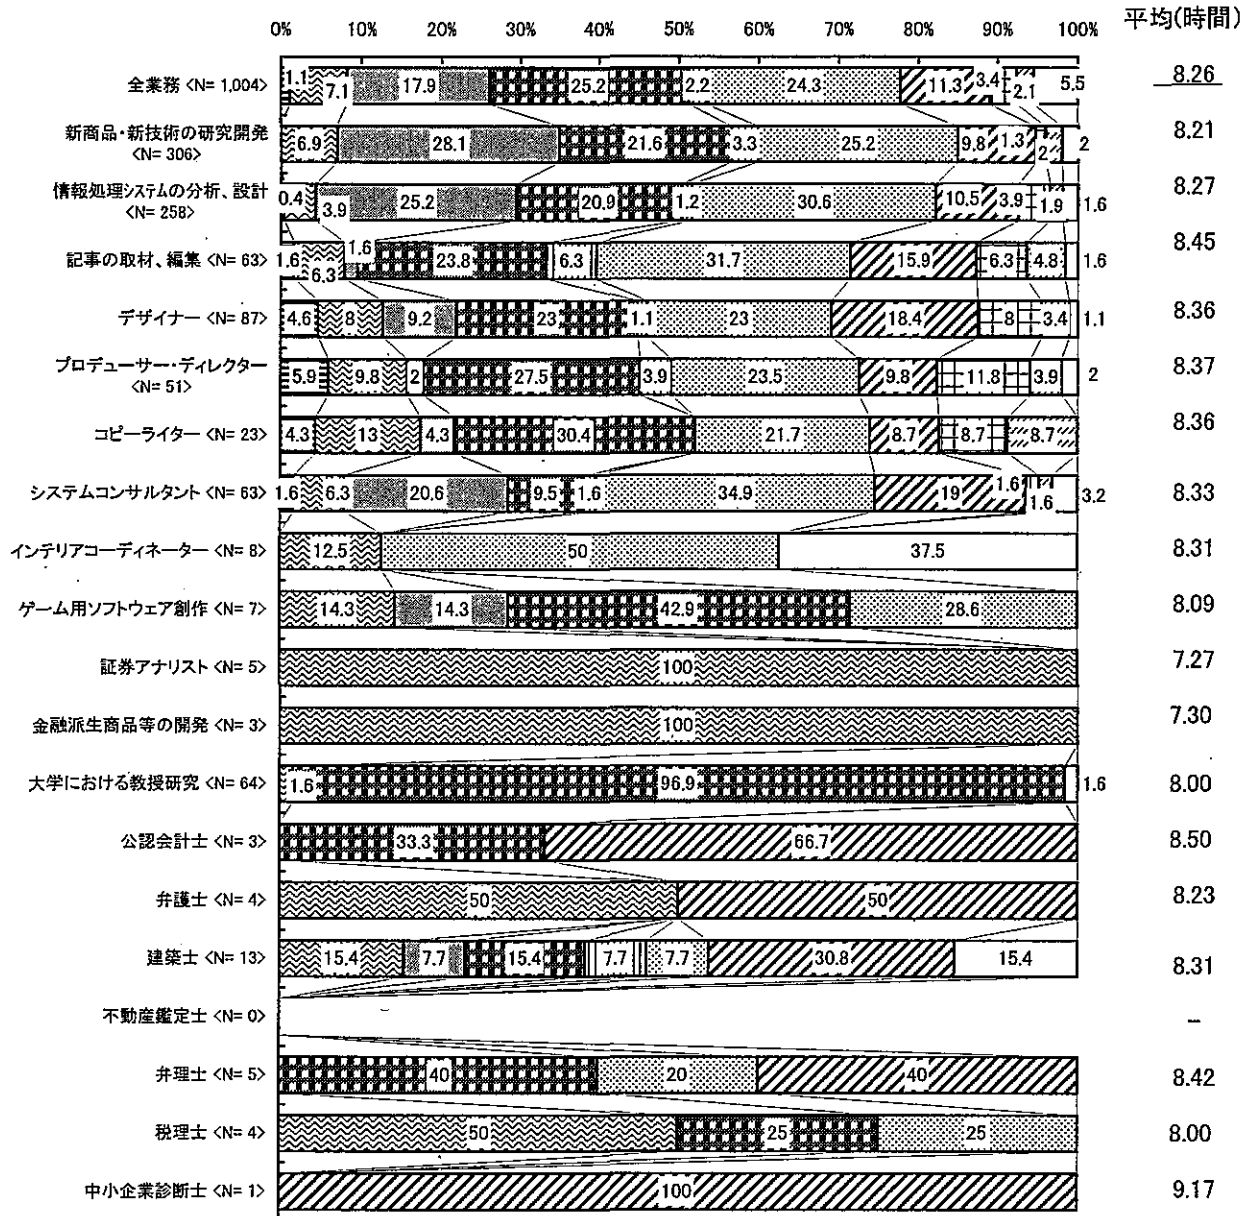 平均(時間)
0% 10% 20% 30% 40% 50% 60% 70% 80% 90% 100%
全業務 <N= 1,004> 1.1 7.1 17.9 25.2 2.2 24.3 11.3 3.4 2.1 5.5 8.26
新商品・新技術の研究開発 <N= 306> 6.9 28.1 21.6 3.3 25.2 9.8 1.3 2 2 8.21
情報処理システムの分析、設計 <N= 258> 0.4 3.9 25.2 20.9 1.2 30.6 10.5 3.9 1.9 1.6 8.27
記事の取材、編集 <N= 63> 1.6 6.3 1.6 23.8 6.3 31.7 15.9 6.3 4.8 1.6 8.45
デザイナー <N= 87> 4.6 8 9.2 23 1.1 23 18.4 8 3.4 1.1 8.36
プロデューサー・ディレクター <N= 51> 5.9 9.8 2 27.5 3.9 23.5 9.8 11.8 3.9 2 8.37
コピーライター <N= 23> 4.3 13 4.3 30.4 21.7 8.7 8.7 8.7 8.36
システムコンサルタント <N= 63> 1.6 6.3 20.6 9.5 1.6 34.9 19 1.6 1.6 3.2 8.33
インテリアコーディネーター <N= 8> 12.5 50 37.5 8.31
ゲーム用ソフトウェア創作 <N= 7> 14.3 14.3 42.9 28.6 8.09
証券アナリスト <N= 5> 100 7.27
金融派生商品等の開発 <N= 3> 100 7.30
大学における教授研究 <N= 64> 1.6 96.9 1.6 8.00
公認会計士 <N= 3> 33.3 66.7 8.50
弁護士 <N= 4> 50 50 8.23
建築士 <N= 13> 15.4 7.7 15.4 7.7 7.7 30.8 15.4 8.31
不動産鑑定士 <N= 0> –
弁理士 <N= 5> 40 20 40 8.42
税理士 <N= 4> 50 25 25 8.00
中小企業診断士 <N= 1> 100 9.17